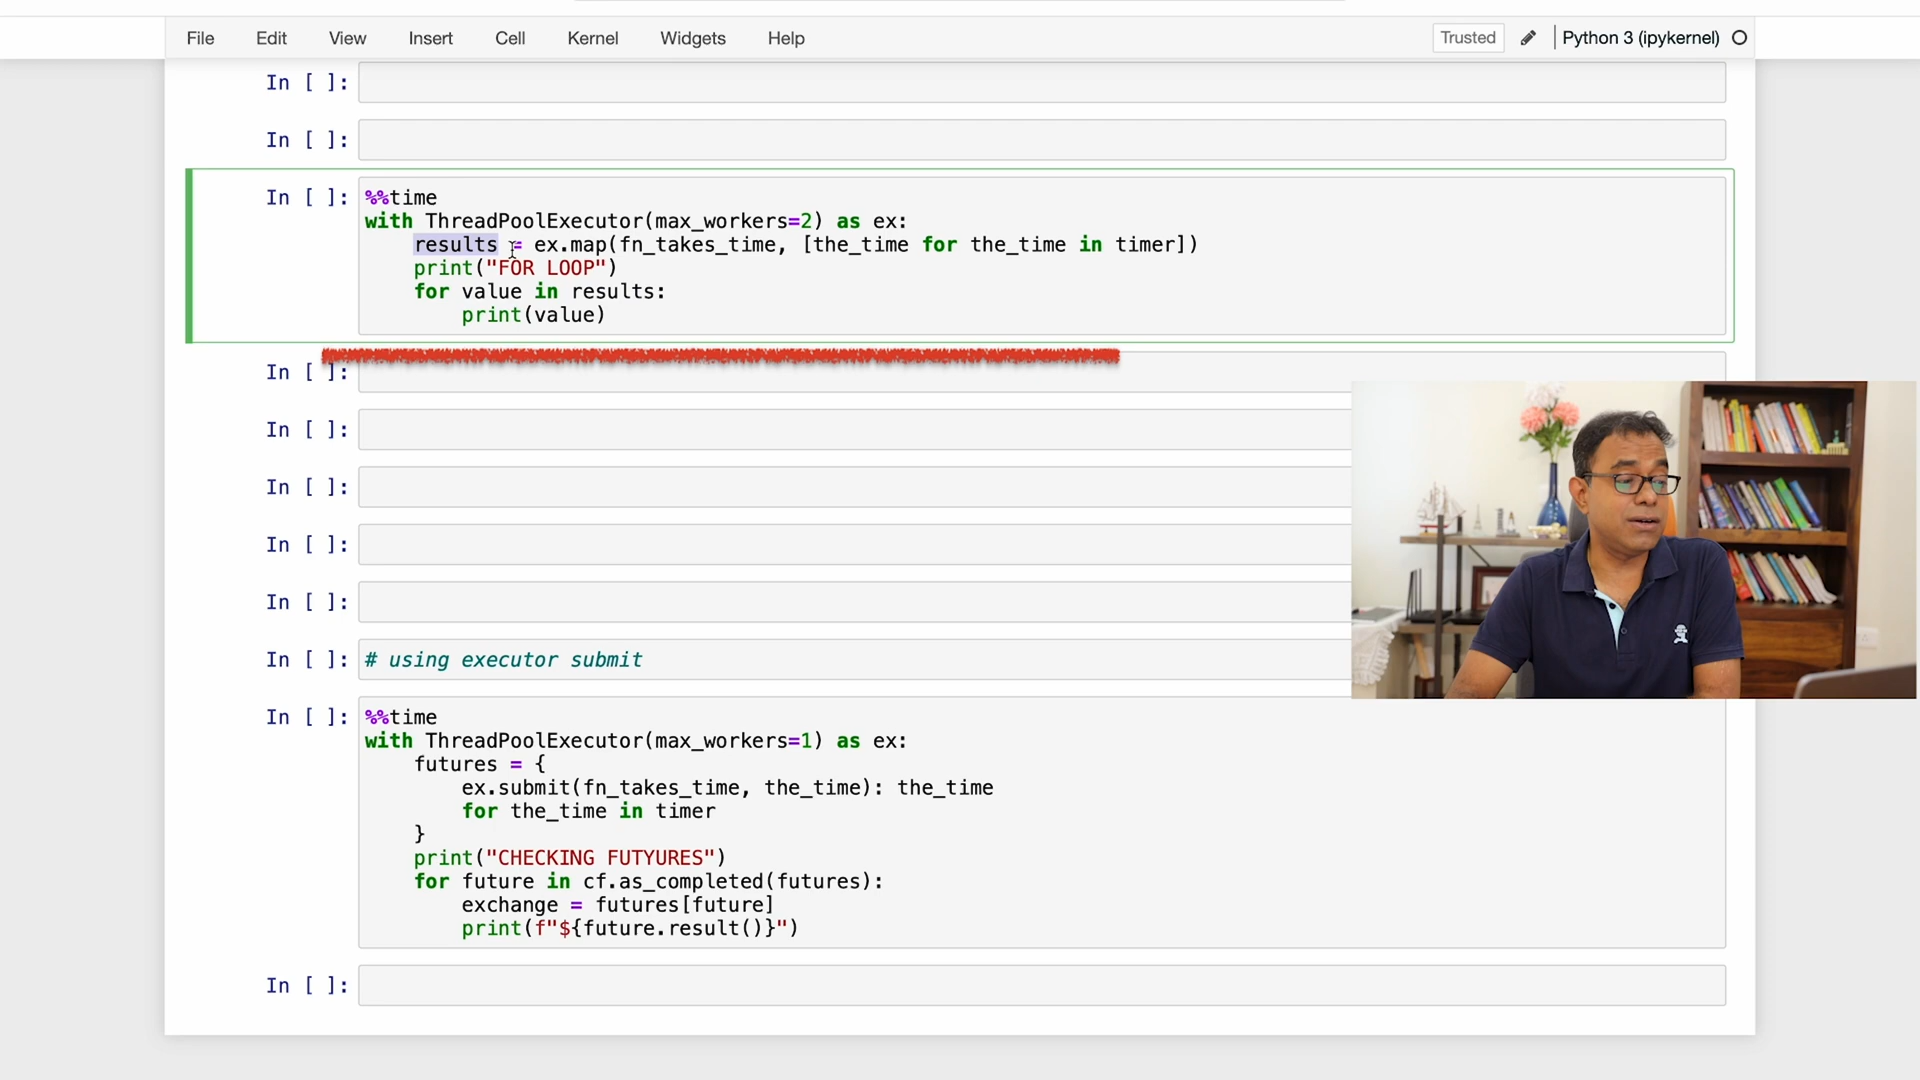 File Edit View Insert Cell Kernel Widgets Help Trusted Python 3 (ipykernel)
In [ ]:
In [ ]:
In [ ]: %%time
with ThreadPoolExecutor(max_workers=2) as ex:
results = ex.map(fn_takes_time, [the_time for the_time in timer])
print("FOR LOOP")
for value in results:
print(value)
In [ ]:
In [ ]:
In [ ]:
In [ ]:
In [ ]:
In [ ]: # using executor submit
In [ ]: %%time
with ThreadPoolExecutor(max_workers=1) as ex:
futures = {
ex.submit(fn_takes_time, the_time): the_time
for the_time in timer
}
print("CHECKING FUTYURES")
for future in cf.as_completed(futures):
exchange = futures[future]
print(f"${future.result()}")
In [ ]: